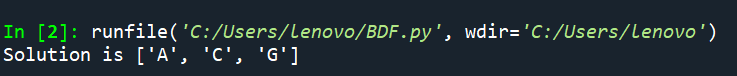 In [2]: runfile('C:/Users/lenovo/BDF.py', wdir='C:/Users/lenovo')
Solution is ['A', 'C', 'G']